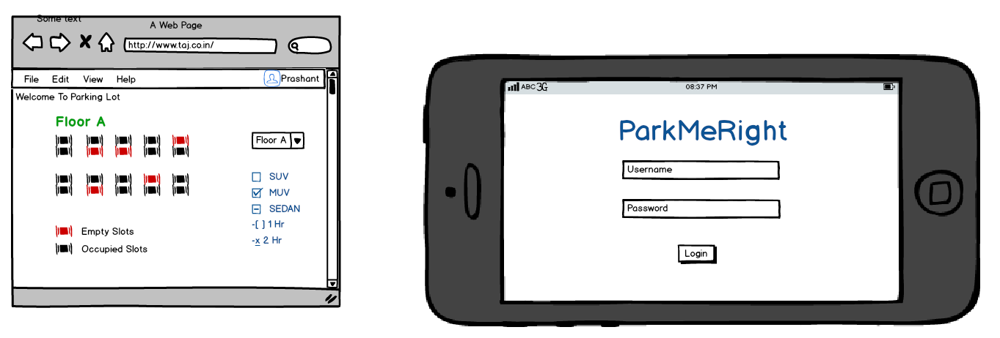 Some text
A Web Page
http://www.taj.co.in/
File Edit View Help Prashant
Welcome To Parking Lot
Floor A
Floor A
SUV
MUV
SEDAN
-[ ] 1 Hr
-x 2 Hr
Empty Slots
Occupied Slots
ABC 3G 08:37 PM
ParkMeRight
Username
Password
Login